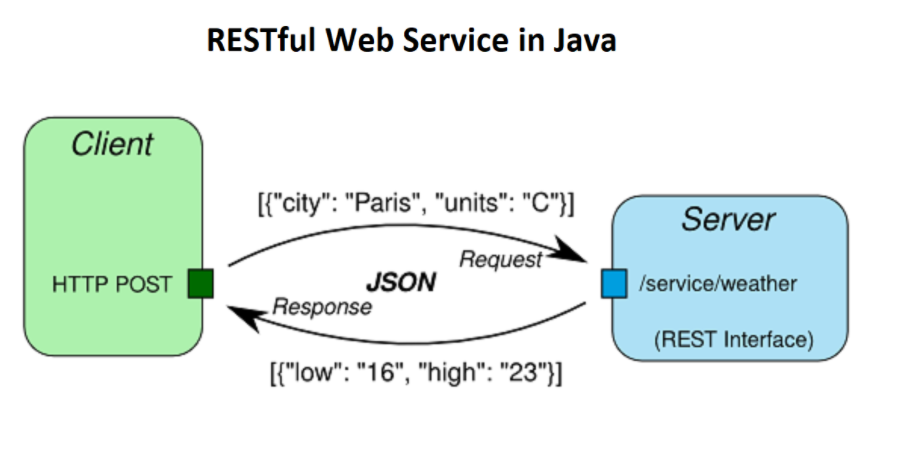 RESTful Web Service in Java
Client
HTTP POST
[{"city": "Paris", "units": "C"}]
Request
JSON
Response
[{"low": "16", "high": "23"}]
Server
/service/weather
(REST Interface)